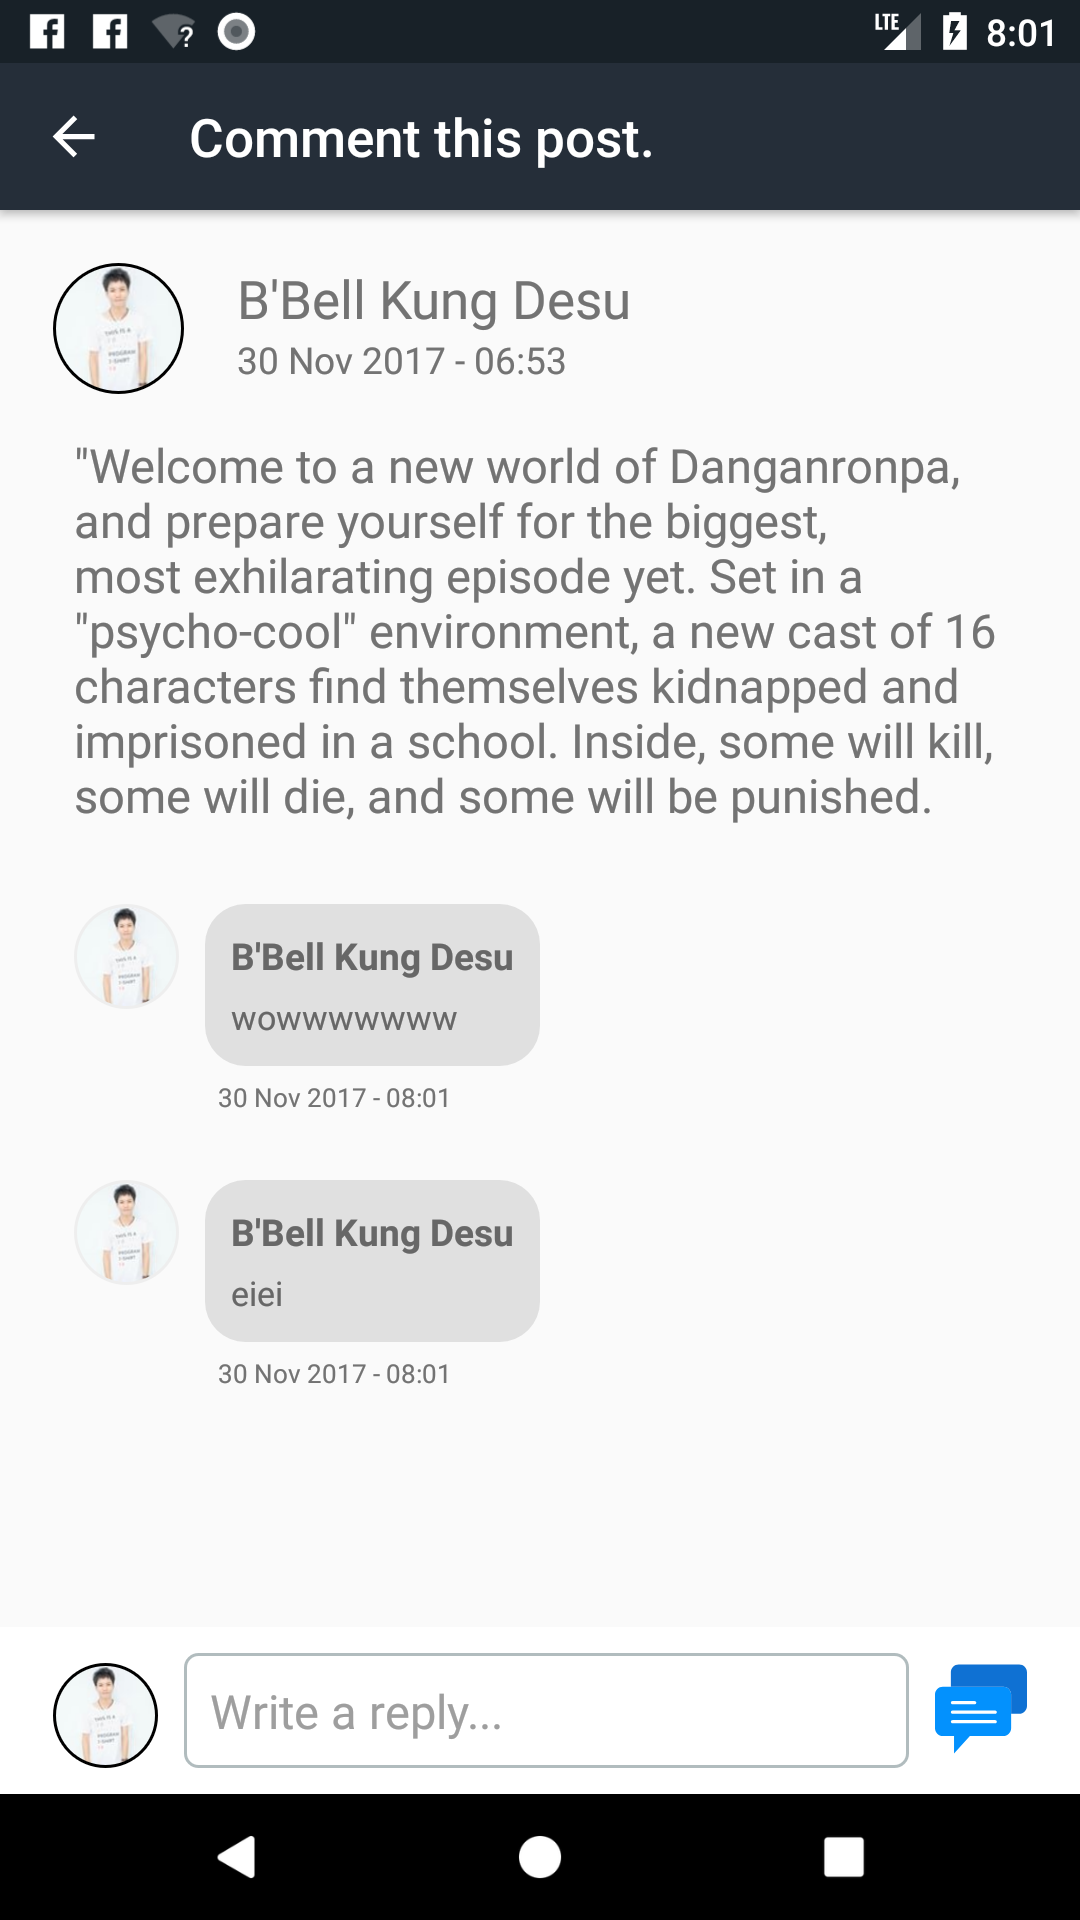 LTE 8:01
Comment this post.
B'Bell Kung Desu
30 Nov 2017 - 06:53
"Welcome to a new world of Danganronpa,
and prepare yourself for the biggest,
most exhilarating episode yet. Set in a
"psycho-cool" environment, a new cast of 16
characters find themselves kidnapped and
imprisoned in a school. Inside, some will kill,
some will die, and some will be punished.
B'Bell Kung Desu
wowwwwwww
30 Nov 2017 - 08:01
B'Bell Kung Desu
eiei
30 Nov 2017 - 08:01
Write a reply...